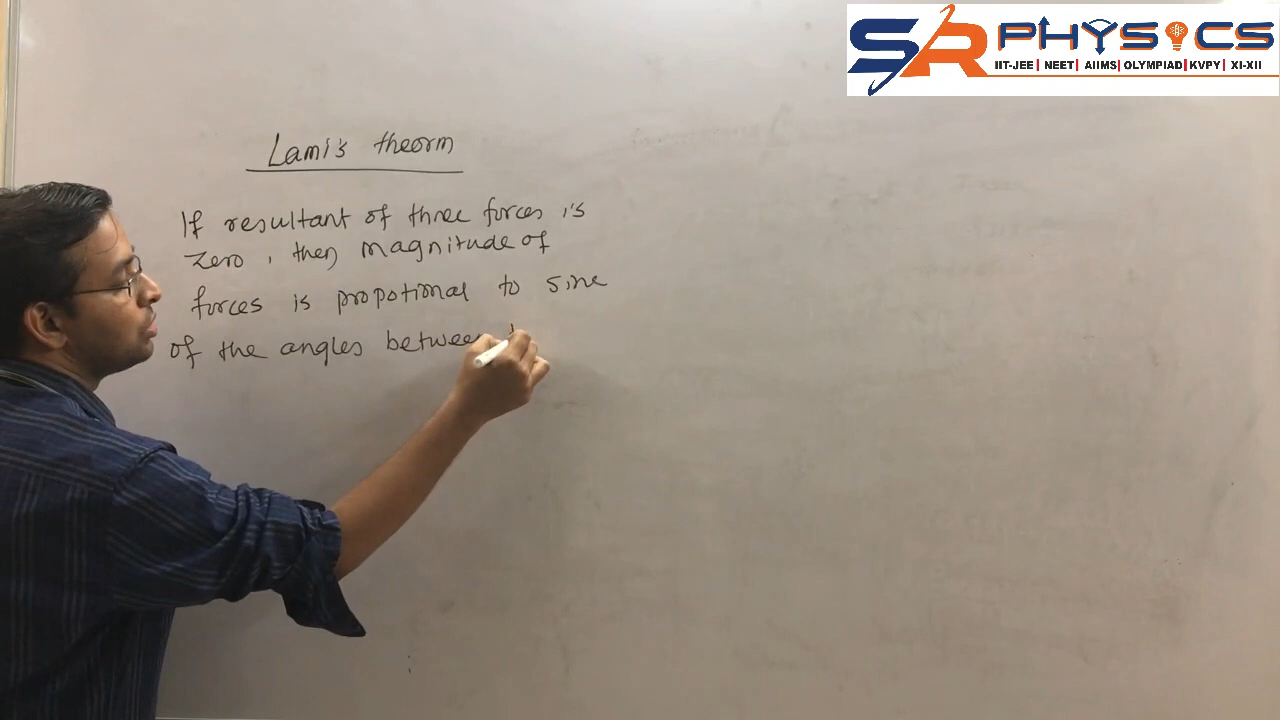 SR PHYSICS
IIT-JEE | NEET | AIIMS | OLYMPIAD | KVPY | XI-XII
Lami's theorm
If resultant of three forces is
zero, then magnitude of
forces is propotional to sine
of the angles between